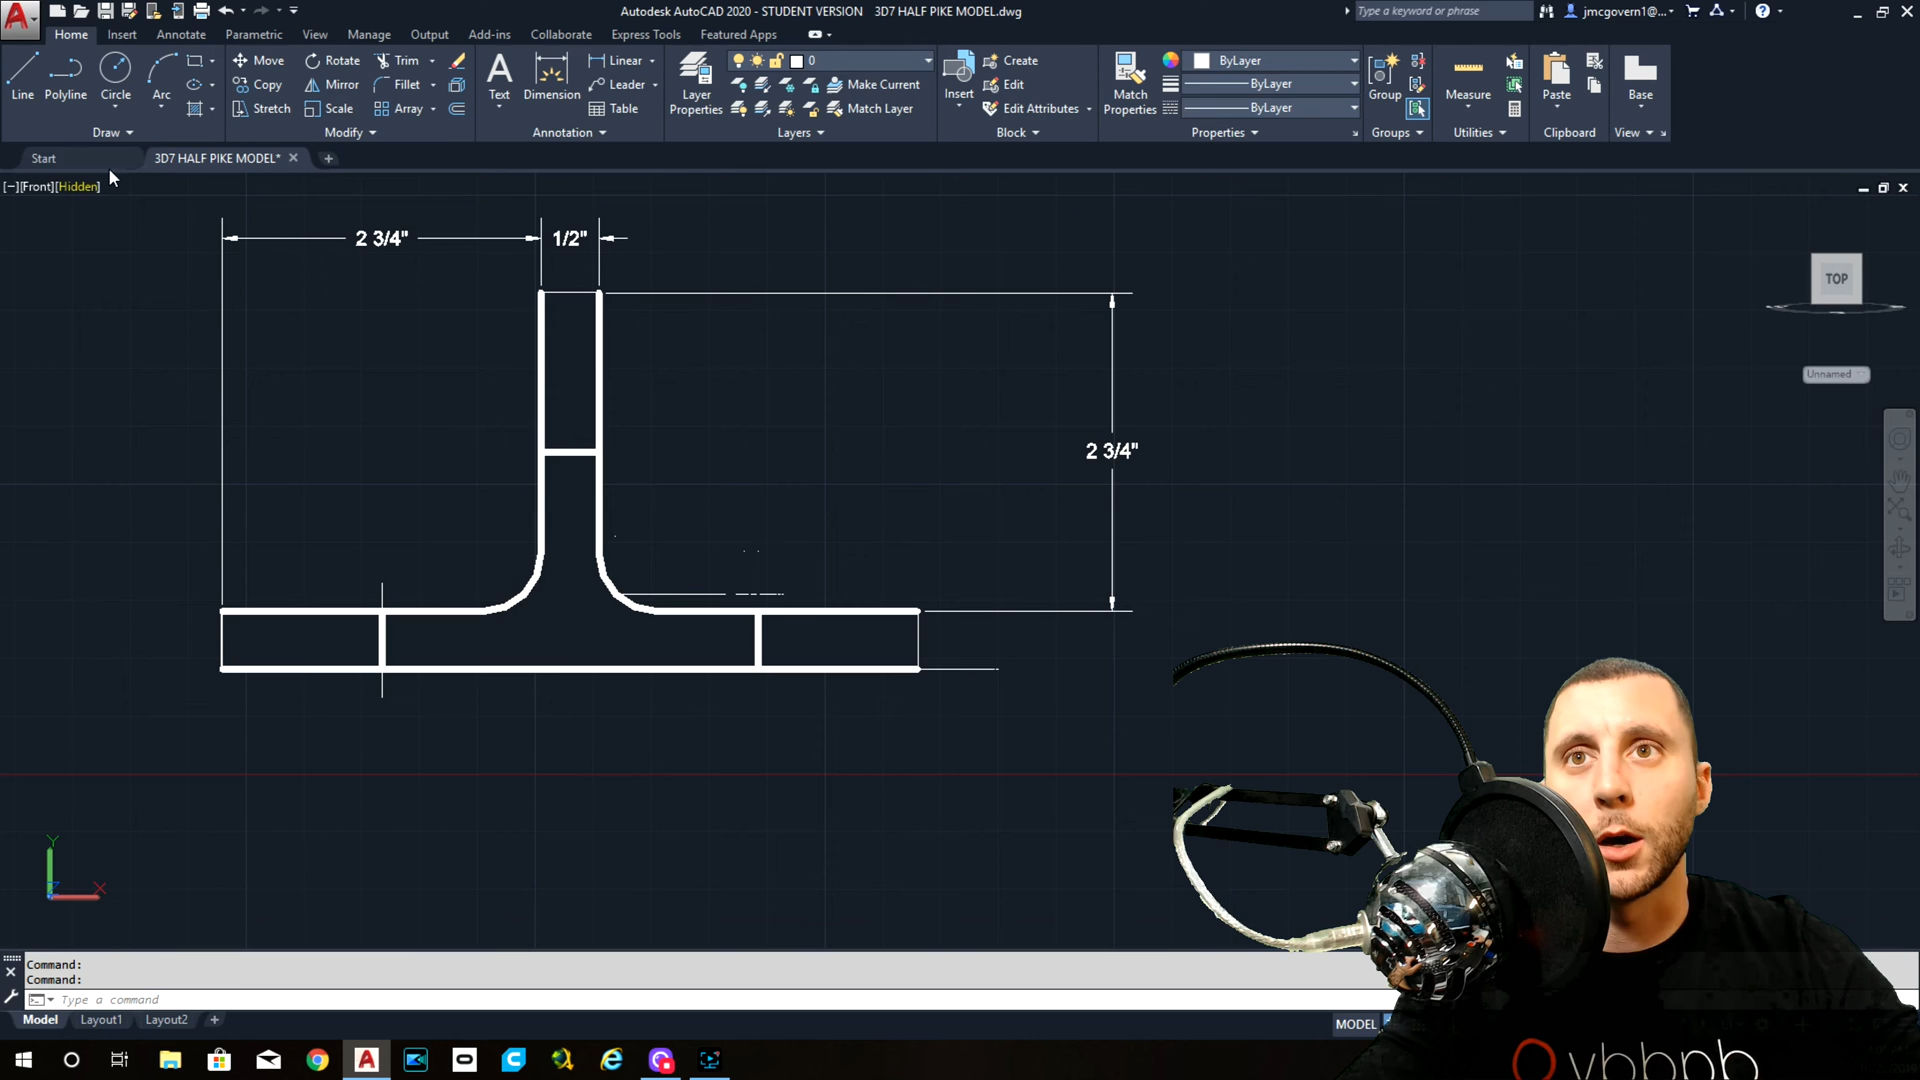 Autodesk AutoCAD 2020 - STUDENT VERSION 3D7 HALF PIKE MODEL.dwg
Type a keyword or phrase
jmcgovern1@...
Home Insert Annotate Parametric View Manage Output Add-ins Collaborate Express Tools Featured Apps
Line Polyline Circle Arc
Move Rotate Trim
Copy Mirror Fillet
Stretch Scale Array
Text Dimension
Linear
Leader
Table
Layer Properties
0
Make Current
Match Layer
Insert
Create
Edit
Edit Attributes
Match Properties
ByLayer
ByLayer
ByLayer
Group Measure Paste Base
Draw Modify Annotation Layers Block Properties Groups Utilities Clipboard View
Start 3D7 HALF PIKE MODEL*
[−][Front][Hidden]
2 3/4" 1/2"
TOP
Unnamed
2 3/4"
Y
X
Z
Command:
Command:
Type a command
Model Layout1 Layout2
MODEL